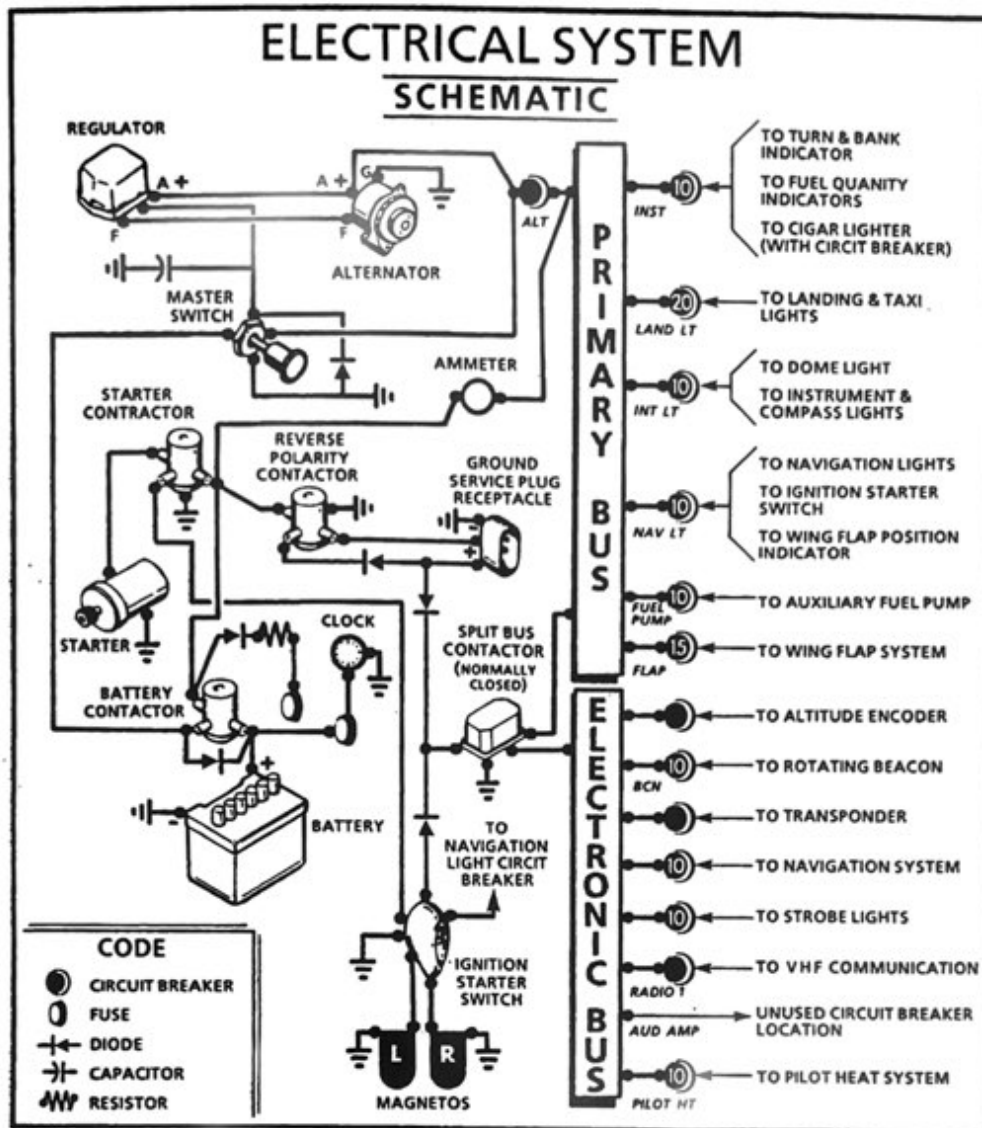 ELECTRICAL SYSTEM
SCHEMATIC
REGULATOR
A +
F
A +
G
F
ALTERNATOR
ALT
MASTER
SWITCH
AMMETER
STARTER
CONTRACTOR
REVERSE
POLARITY
CONTACTOR
GROUND
SERVICE PLUG
RECEPTACLE
-
+
STARTER
CLOCK
SPLIT BUS
CONTACTOR
(NORMALLY
CLOSED)
BATTERY
CONTACTOR
+
-
BATTERY
TO
NAVIGATION
LIGHT CIRCIT
BREAKER
IGNITION
STARTER
SWITCH
L
R
MAGNETOS
CODE
CIRCUIT BREAKER
FUSE
DIODE
CAPACITOR
RESISTOR
PRIMARY BUS
10
INST
TO TURN & BANK
INDICATOR
TO FUEL QUANITY
INDICATORS
TO CIGAR LIGHTER
(WITH CIRCIT BREAKER)
20
LAND LT
TO LANDING & TAXI
LIGHTS
10
INT LT
TO DOME LIGHT
TO INSTRUMENT &
COMPASS LIGHTS
10
NAV LT
TO NAVIGATION LIGHTS
TO IGNITION STARTER
SWITCH
TO WING FLAP POSITION
INDICATOR
10
FUEL
PUMP
TO AUXILIARY FUEL PUMP
15
FLAP
TO WING FLAP SYSTEM
ELECTRONIC BUS
TO ALTITUDE ENCODER
10
BCN
TO ROTATING BEACON
TO TRANSPONDER
10
TO NAVIGATION SYSTEM
10
TO STROBE LIGHTS
RADIO 1
TO VHF COMMUNICATION
AUD AMP
UNUSED CIRCUIT BREAKER
LOCATION
10
PILOT HT
TO PILOT HEAT SYSTEM